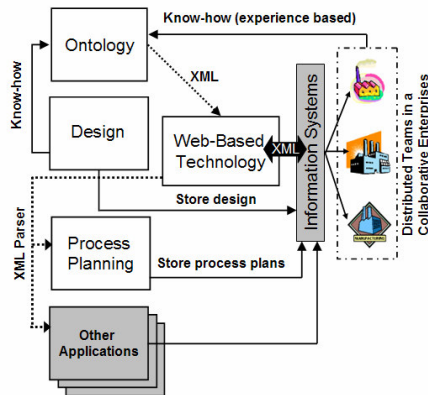 Know-how (experience based)
Ontology
XML
Know-how
Design
Web-Based
Technology
XML
Information Systems
Distributed Teams in a
Collaborative Enterprises
Store design
XML Parser
Process
Planning
Store process plans
Other
Applications